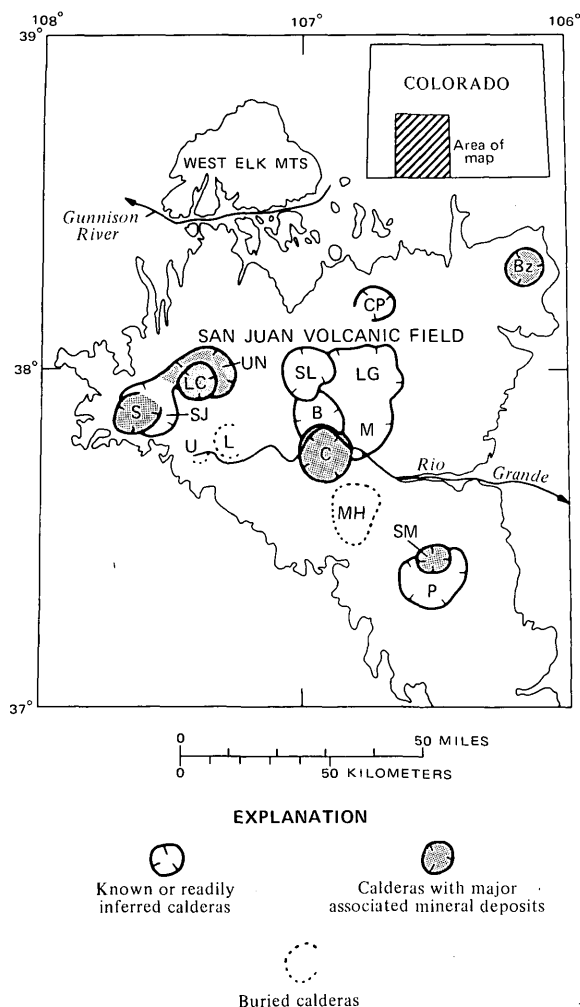 108°
107°
106°
39°
COLORADO
Area of
map
WEST ELK MTS
Gunnison
River
Bz
CP
SAN JUAN VOLCANIC FIELD
38°
UN
LC
SL
LG
S
SJ
B
U
L
M
C
Rio
Grande
MH
SM
P
37°
0
50 MILES
0
50 KILOMETERS
EXPLANATION
Known or readily
inferred calderas
Calderas with major
associated mineral deposits
Buried calderas